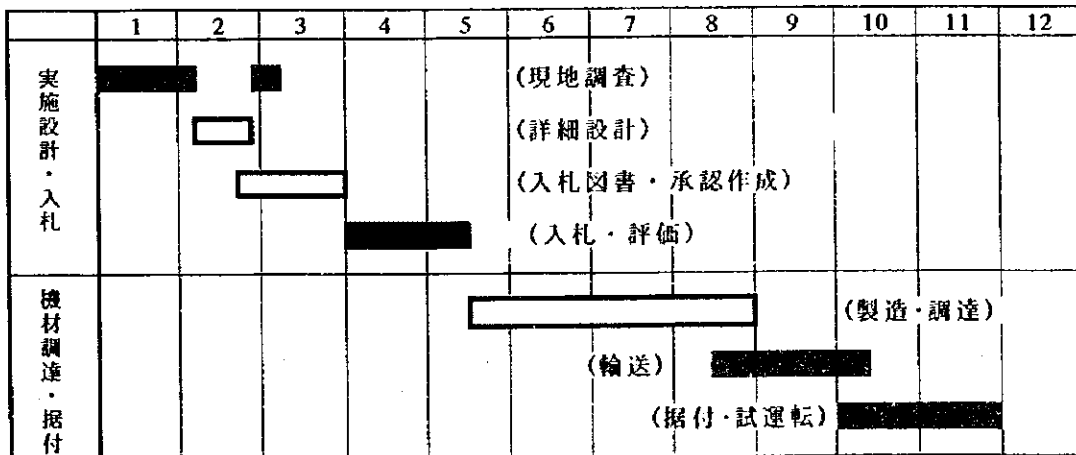 1 2 3 4 5 6 7 8 9 10 11 12
実施設計・入札
(現地調査)
(詳細設計)
(入札図書・承認作成)
(入札・評価)
機材調達・据付
(製造・調達)
(輸送)
(据付・試運転)